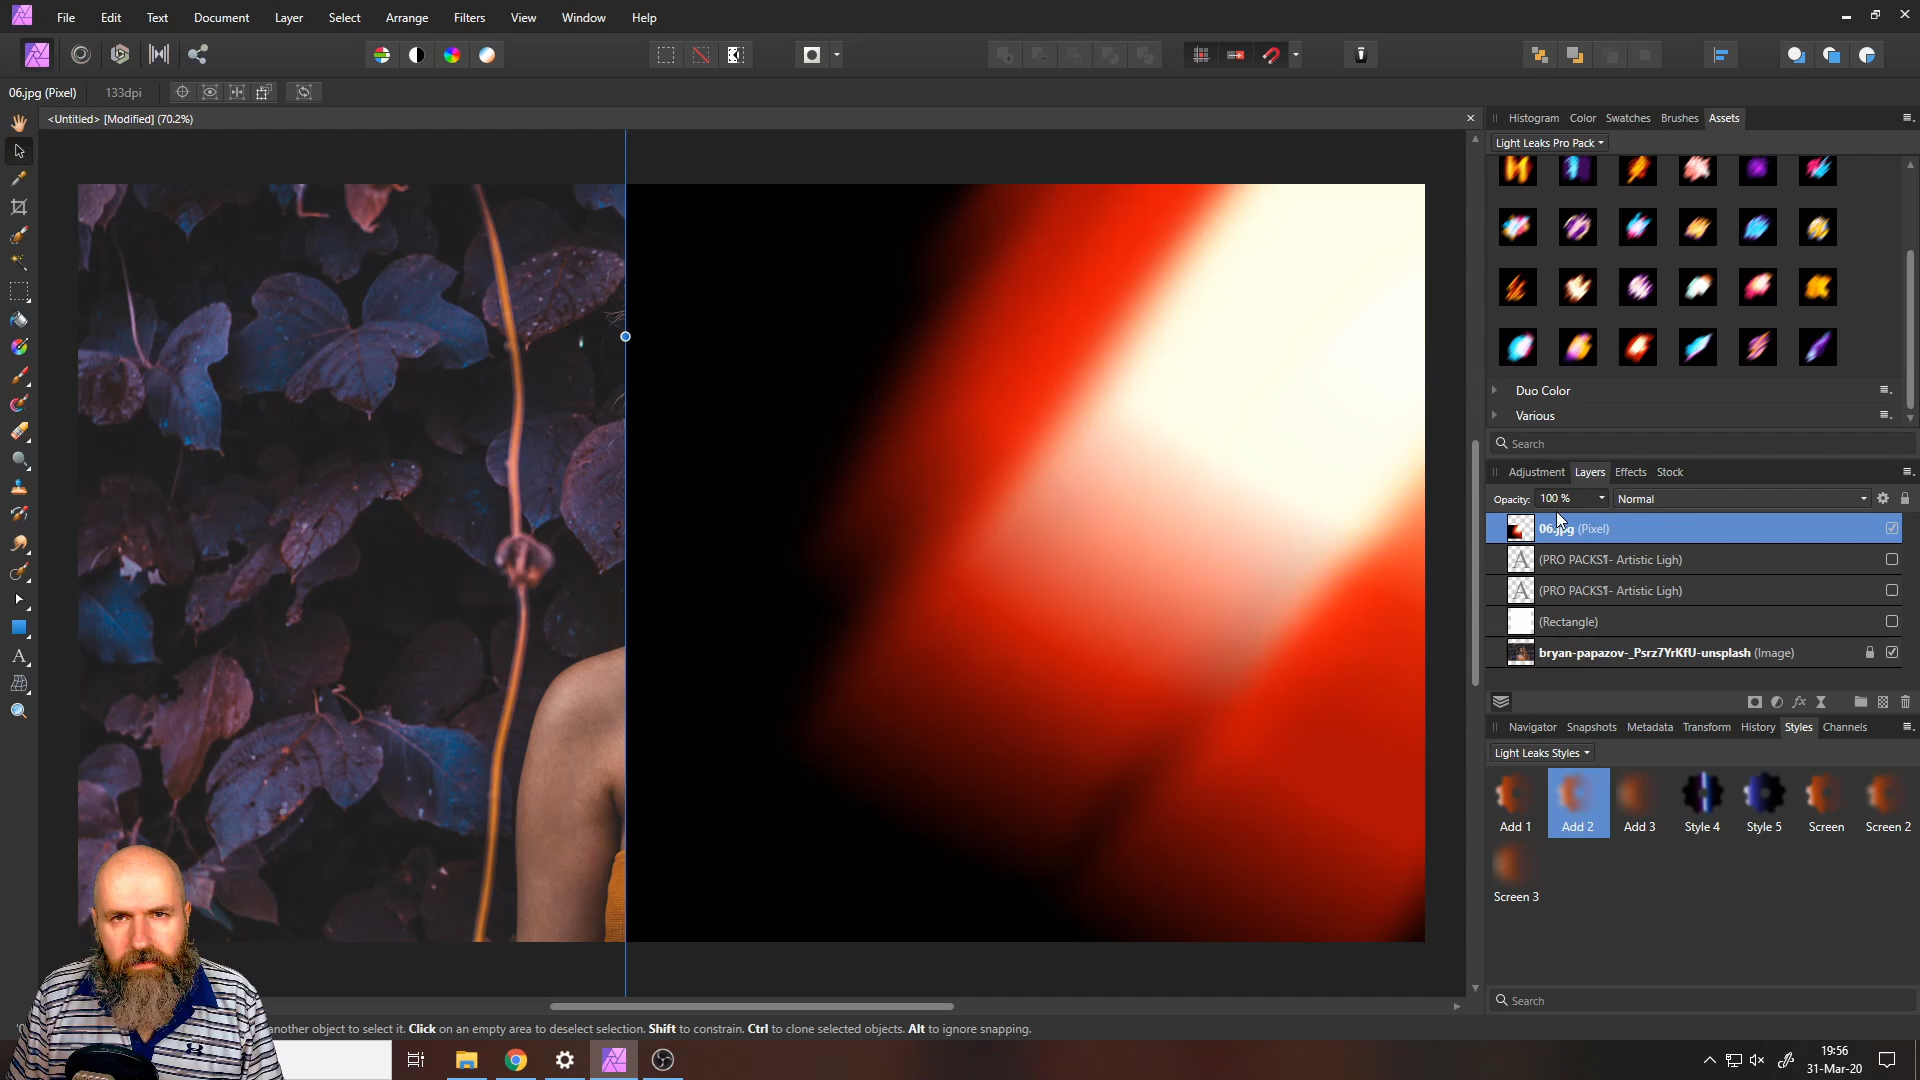 File Edit Text Document Layer Select Arrange Filters View Window Help
06.jpg (Pixel) 133dpi
<Untitled> [Modified] (70.2%)
Histogram Color Swatches Brushes Assets
Light Leaks Pro Pack
Duo Color
Various
Search
Adjustment Layers Effects Stock
Opacity: 100 % Normal
06.jpg (Pixel)
(PRO PACKS¶- Artistic Ligh)
(PRO PACKS¶- Artistic Ligh)
(Rectangle)
bryan-papazov-_Psrz7YrKfU-unsplash (Image)
Navigator Snapshots Metadata Transform History Styles Channels
Light Leaks Styles
Add 1 Add 2 Add 3 Style 4 Style 5 Screen Screen 2
Screen 3
Search
another object to select it. Click on an empty area to deselect selection. Shift to constrain. Ctrl to clone selected objects. Alt to ignore snapping.
19:56
31-Mar-20